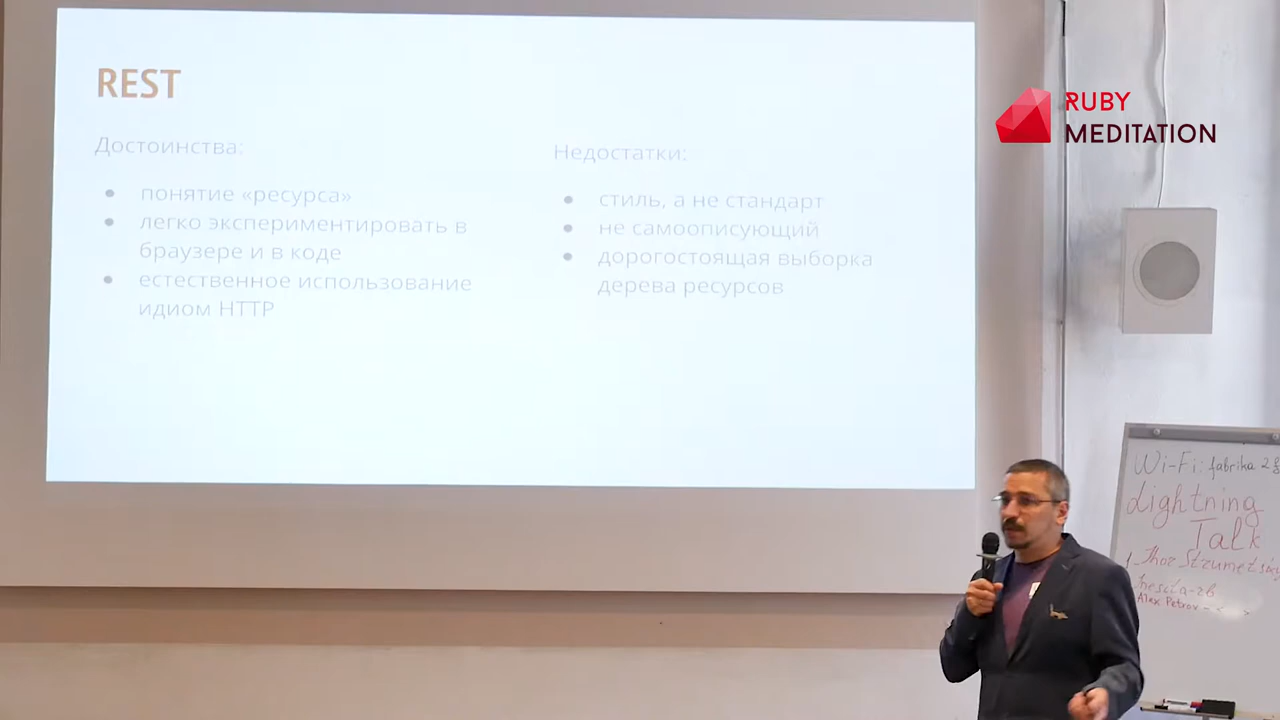 REST
Достоинства:
понятие «ресурса»
легко экспериментировать в
браузере и в коде
естественное использование
идиом HTTP
Недостатки:
стиль, а не стандарт
не самоописующий
дорогостоящая выборка
дерева ресурсов
RUBY
MEDITATION
Wi-Fi: fabrika
Lightning
Talk
Alex Petrov